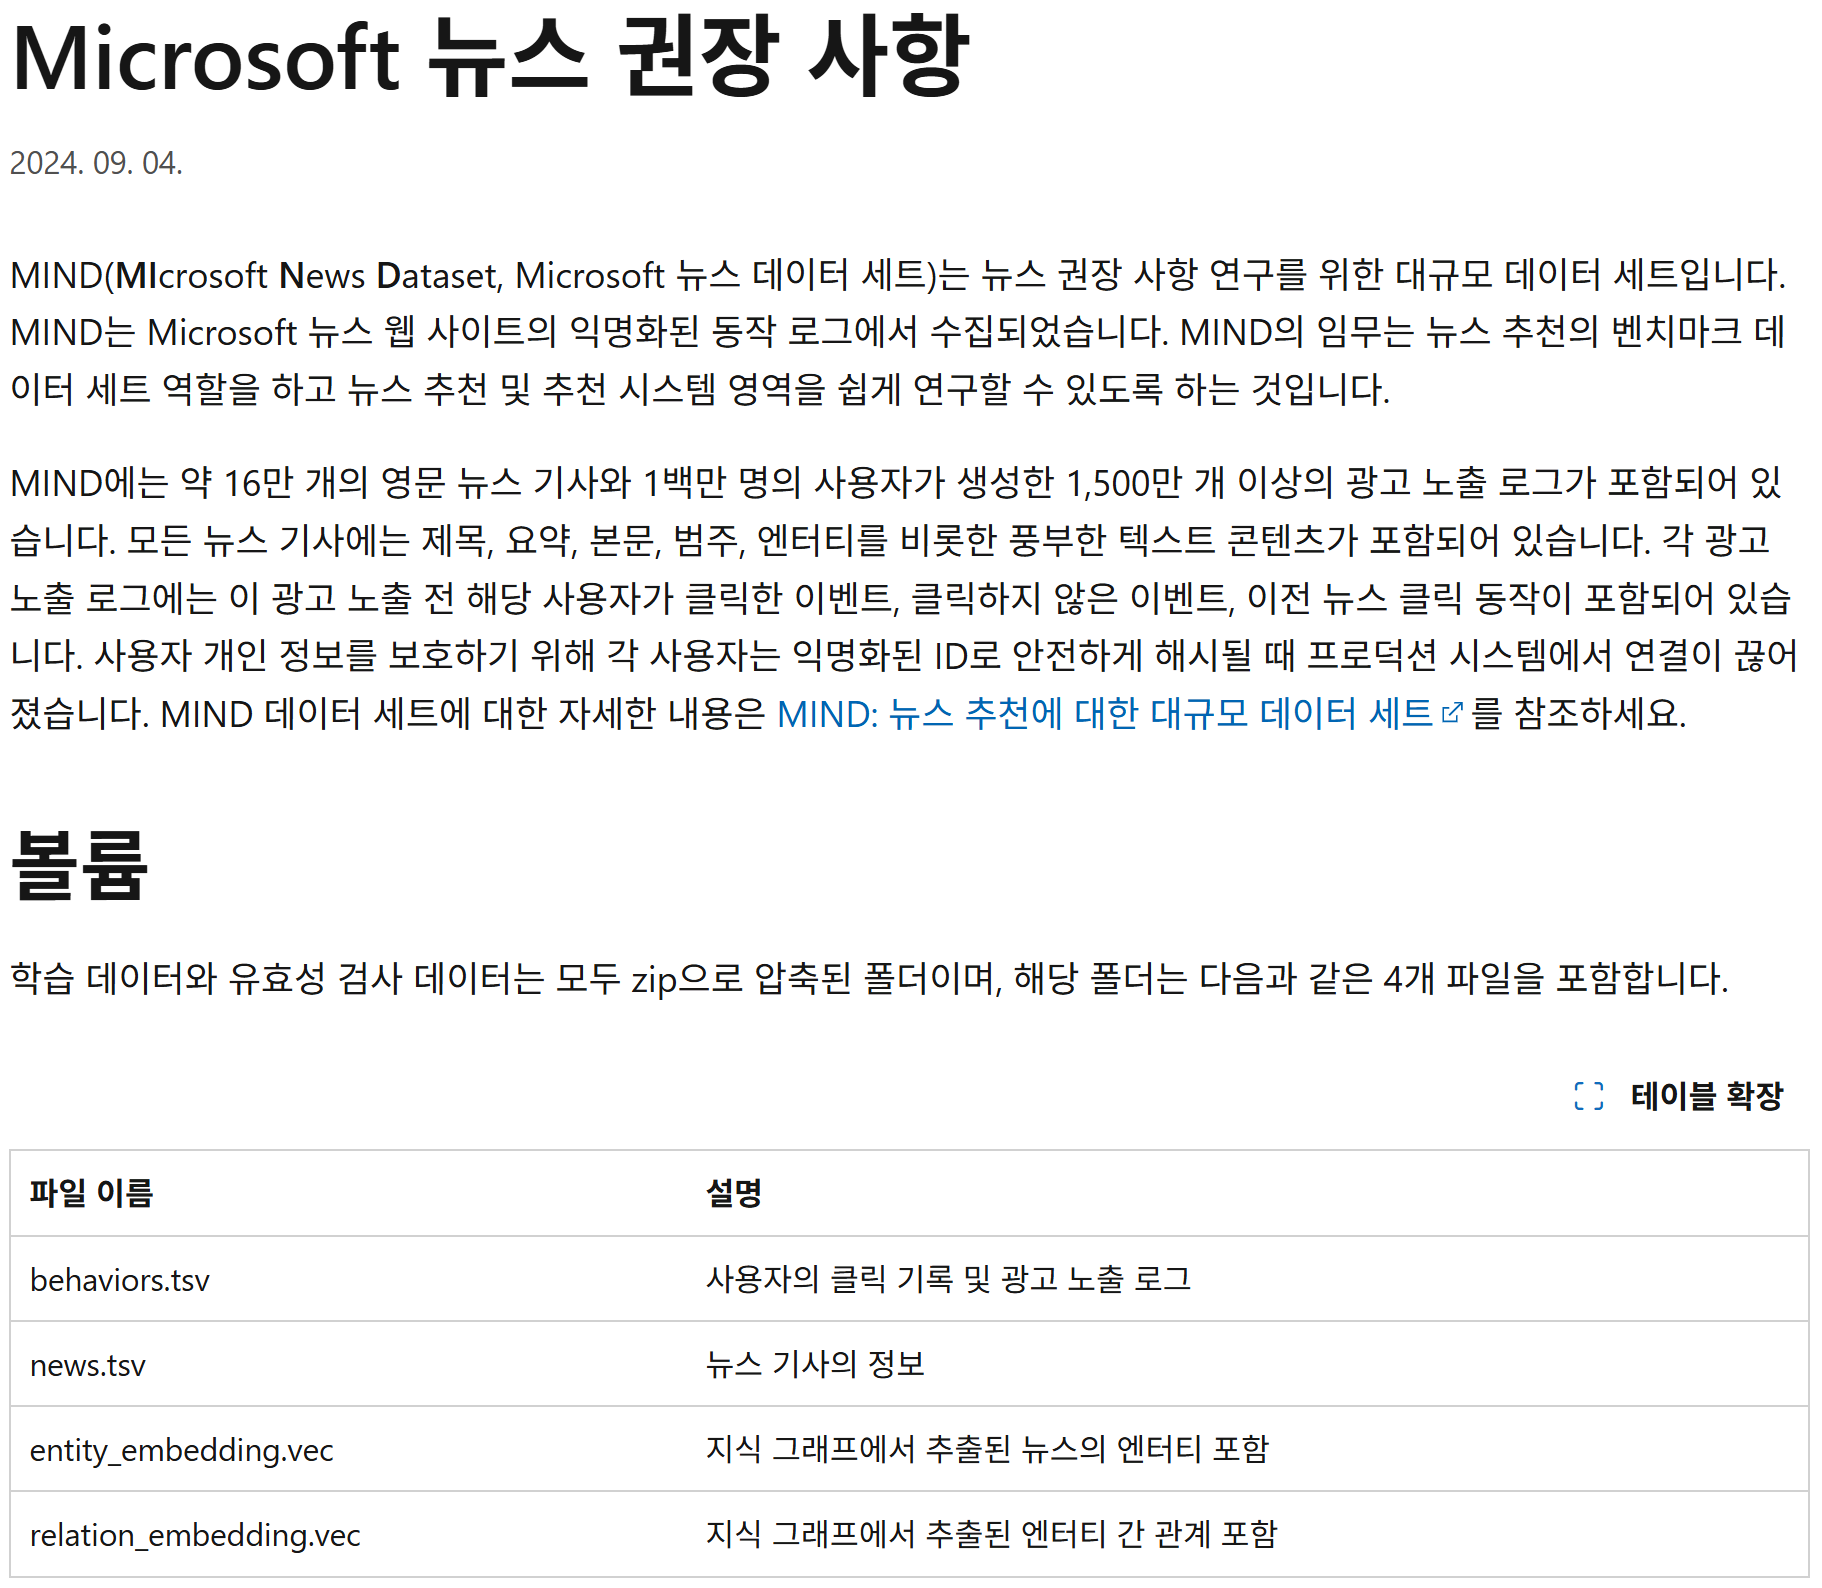 Microsoft 뉴스 권장 사항
2024. 09. 04.
MIND(MIcrosoft News Dataset, Microsoft 뉴스 데이터 세트)는 뉴스 권장 사항 연구를 위한 대규모 데이터 세트입니다.
MIND는 Microsoft 뉴스 웹 사이트의 익명화된 동작 로그에서 수집되었습니다. MIND의 임무는 뉴스 추천의 벤치마크 데
이터 세트 역할을 하고 뉴스 추천 및 추천 시스템 영역을 쉽게 연구할 수 있도록 하는 것입니다.
MIND에는 약 16만 개의 영문 뉴스 기사와 1백만 명의 사용자가 생성한 1,500만 개 이상의 광고 노출 로그가 포함되어 있
습니다. 모든 뉴스 기사에는 제목, 요약, 본문, 범주, 엔터티를 비롯한 풍부한 텍스트 콘텐츠가 포함되어 있습니다. 각 광고
노출 로그에는 이 광고 노출 전 해당 사용자가 클릭한 이벤트, 클릭하지 않은 이벤트, 이전 뉴스 클릭 동작이 포함되어 있습
니다. 사용자 개인 정보를 보호하기 위해 각 사용자는 익명화된 ID로 안전하게 해시될 때 프로덕션 시스템에서 연결이 끊어
졌습니다. MIND 데이터 세트에 대한 자세한 내용은 MIND: 뉴스 추천에 대한 대규모 데이터 세트를 참조하세요.
볼륨
학습 데이터와 유효성 검사 데이터는 모두 zip으로 압축된 폴더이며, 해당 폴더는 다음과 같은 4개 파일을 포함합니다.
테이블 확장
파일 이름 설명
behaviors.tsv 사용자의 클릭 기록 및 광고 노출 로그
news.tsv 뉴스 기사의 정보
entity_embedding.vec 지식 그래프에서 추출된 뉴스의 엔터티 포함
relation_embedding.vec 지식 그래프에서 추출된 엔터티 간 관계 포함